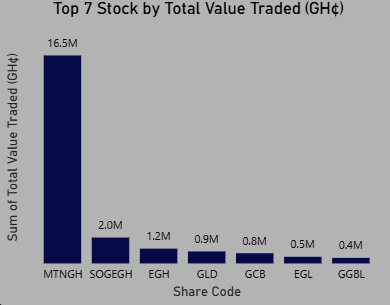 Top 7 Stock by Total Value Traded (GH¢)
Sum of Total Value Traded (GH¢)
16.5M
2.0M
1.2M
0.9M
0.8M
0.5M
0.4M
MTNGH SOGEGH EGH GLD GCB EGL GGBL
Share Code